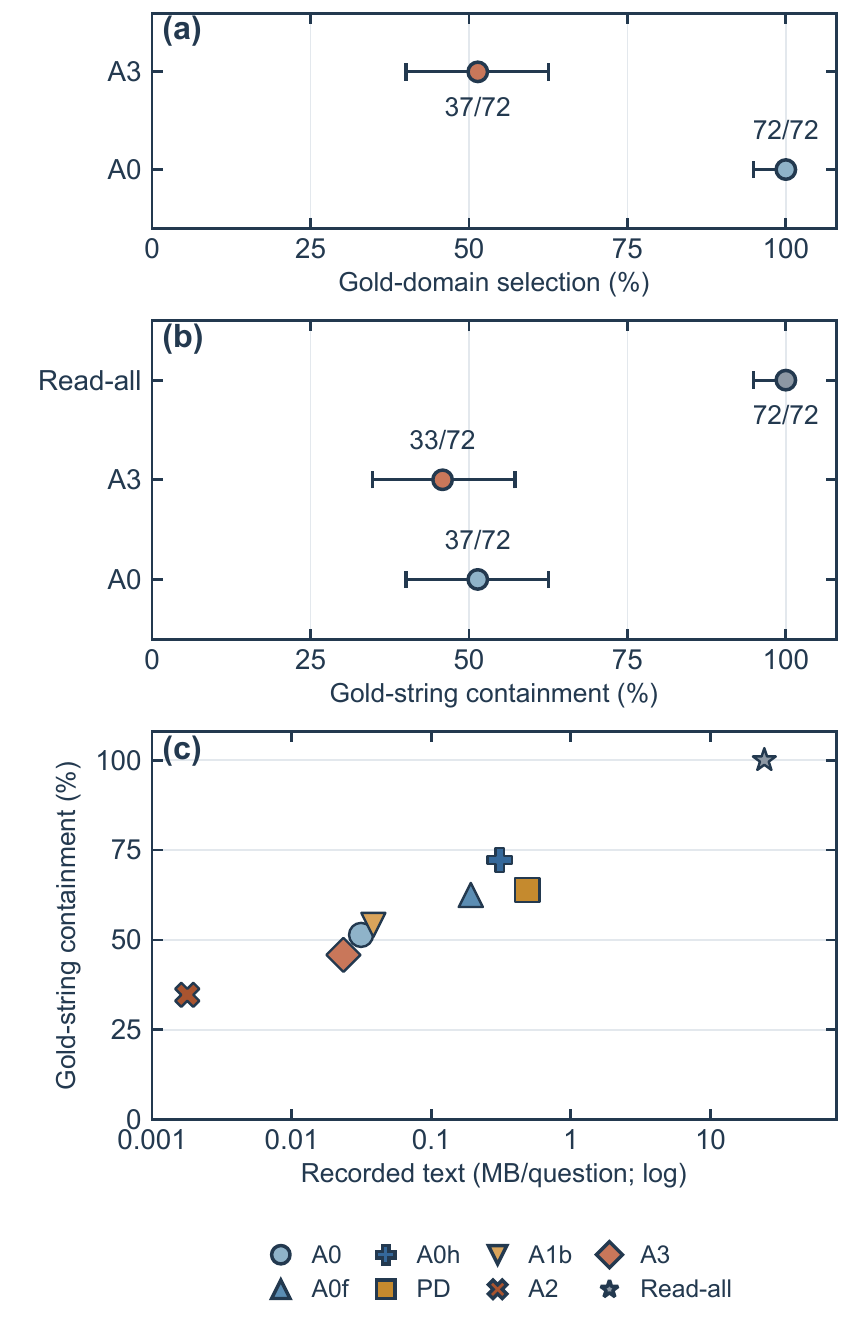 (a)
A3
37/72
72/72
A0
0 25 50 75 100
Gold-domain selection (%)
(b)
Read-all
72/72
33/72
A3
37/72
A0
0 25 50 75 100
Gold-string containment (%)
(c)
100
75
50
25
0
Gold-string containment (%)
0.001 0.01 0.1 1 10
Recorded text (MB/question; log)
A0 A0h A1b A3
A0f PD A2 Read-all